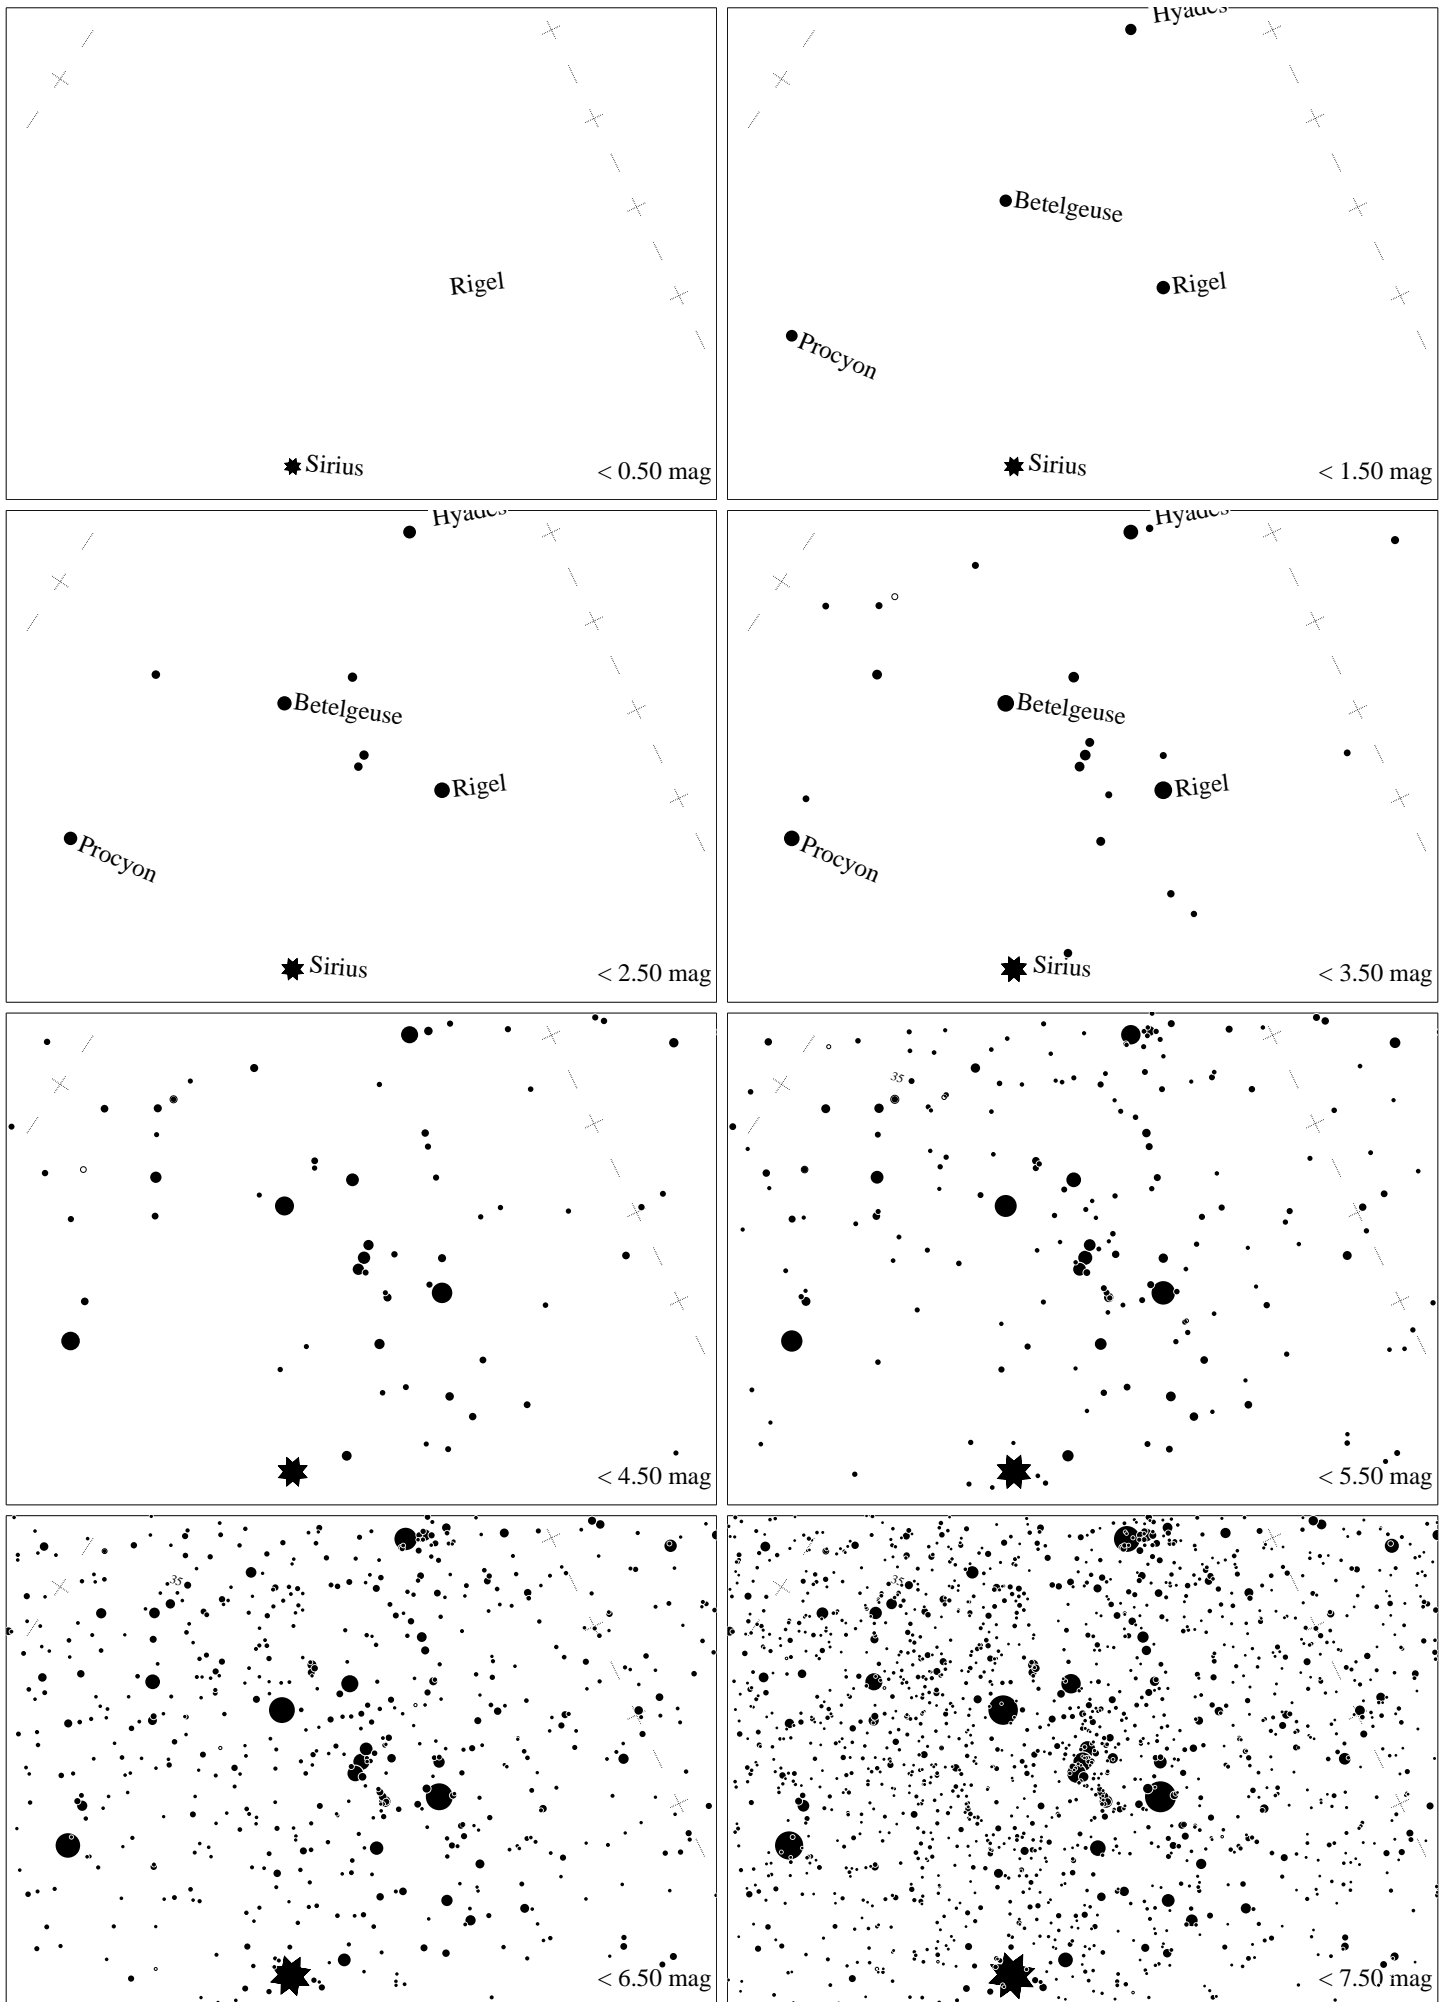 Rigel
Sirius
< 0.50 mag
Hyades
Betelgeuse
Rigel
Procyon
Sirius
< 1.50 mag
Hyades
Betelgeuse
Rigel
Procyon
Sirius
< 2.50 mag
Hyades
Betelgeuse
Rigel
Procyon
Sirius
< 3.50 mag
< 4.50 mag
35
< 5.50 mag
35
< 6.50 mag
35
< 7.50 mag